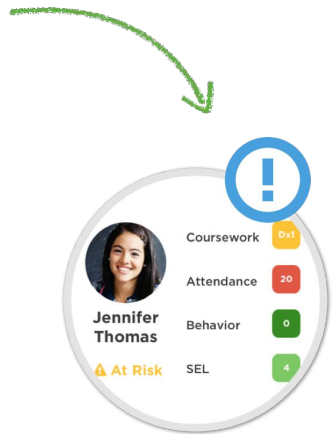 !
Coursework Dx1
Attendance 20
Jennifer
Thomas
Behavior 0
At Risk
SEL 4